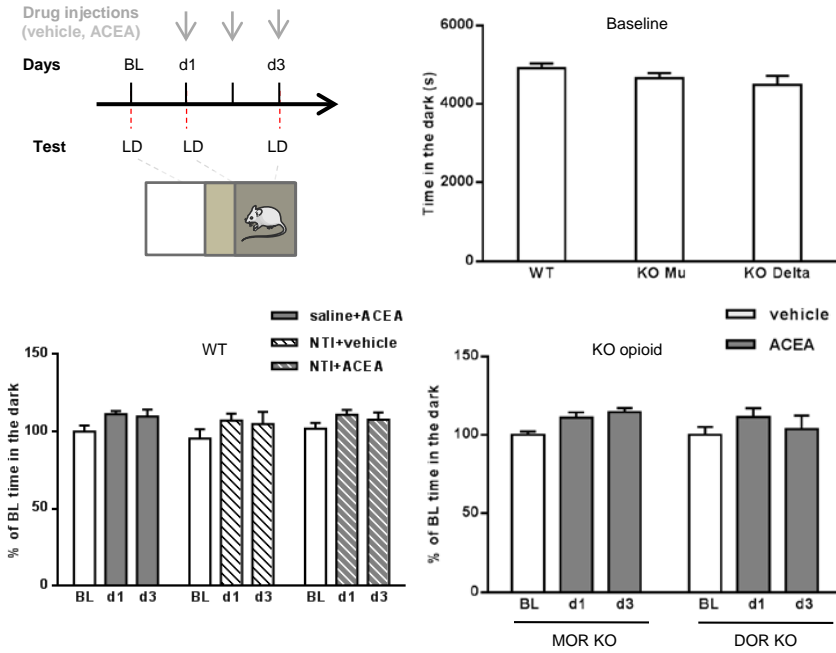 Drug injections
(vehicle, ACEA)
Days BL d1 d3
Test LD LD LD
Baseline
Time in the dark (s)
6000
4000
2000
0
WT KO Mu KO Delta
saline+ACEA
NTI+vehicle
NTI+ACEA
WT
% of BL time in the dark
150
100
50
0
BL d1 d3 BL d1 d3 BL d1 d3
vehicle
ACEA
KO opioid
% of BL time in the dark
150
100
50
0
BL d1 d3 BL d1 d3
MOR KO DOR KO